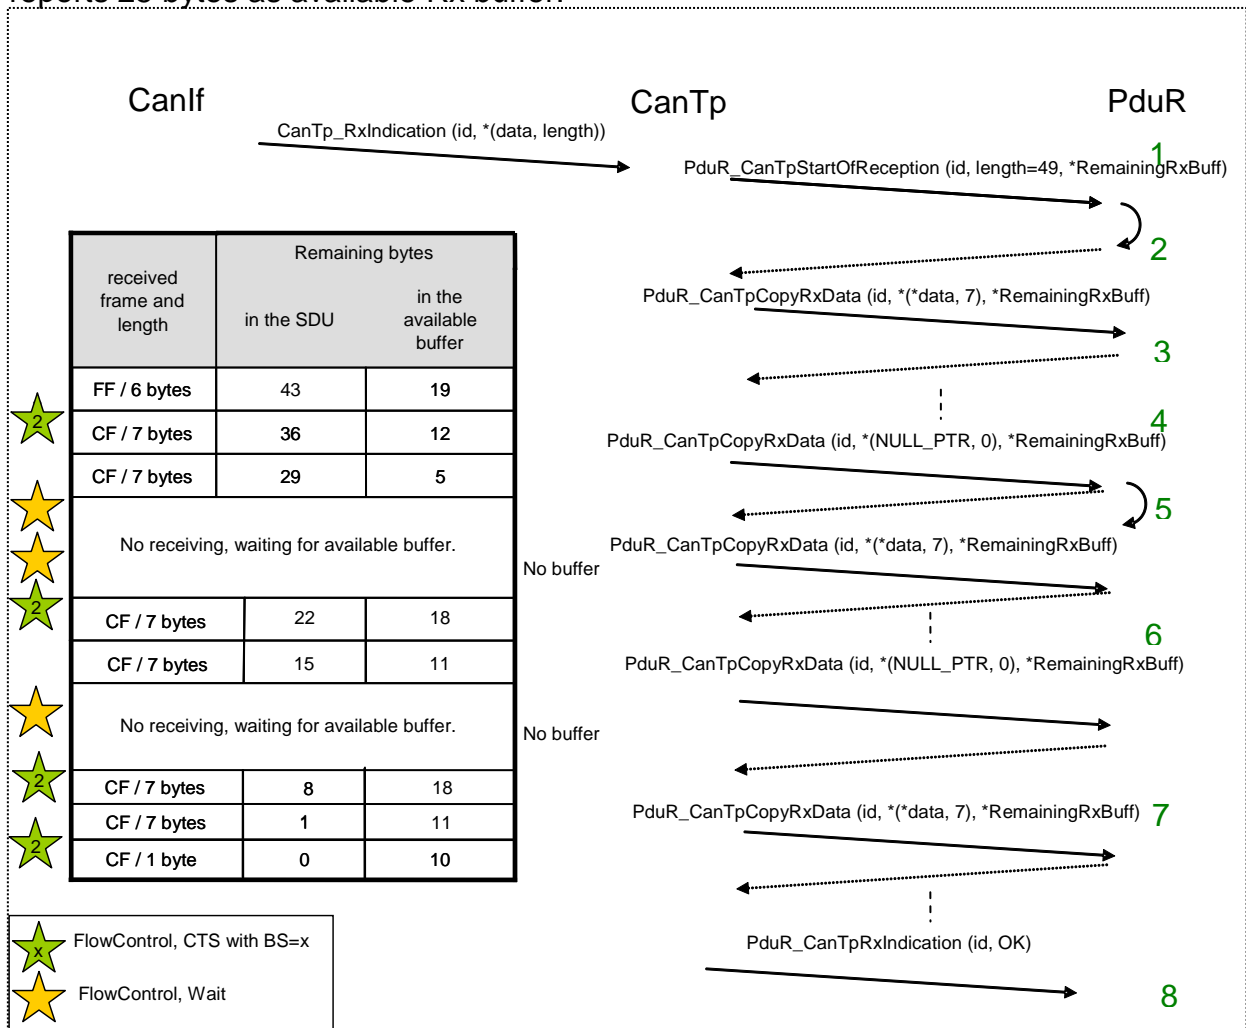 CanIf
CanTp
PduR
CanTp_RxIndication (id, *(data, length))
1
PduR_CanTpStartOfReception (id, length=49, *RemainingRxBuff)
2
PduR_CanTpCopyRxData (id, *(*data, 7), *RemainingRxBuff)
3
4
PduR_CanTpCopyRxData (id, *(NULL_PTR, 0), *RemainingRxBuff)
5
PduR_CanTpCopyRxData (id, *(*data, 7), *RemainingRxBuff)
6
PduR_CanTpCopyRxData (id, *(NULL_PTR, 0), *RemainingRxBuff)
PduR_CanTpCopyRxData (id, *(*data, 7), *RemainingRxBuff) 7
PduR_CanTpRxIndication (id, OK)
8
received
frame and
length
Remaining bytes
in the SDU
in the
available
buffer
FF / 6 bytes 43 19
2
CF / 7 bytes 36 12
CF / 7 bytes 29 5
No receiving, waiting for available buffer.
No buffer
2
CF / 7 bytes 22 18
CF / 7 bytes 15 11
No receiving, waiting for available buffer.
No buffer
2
CF / 7 bytes 8 18
CF / 7 bytes 1 11
2
CF / 1 byte 0 10
x FlowControl, CTS with BS=x
FlowControl, Wait